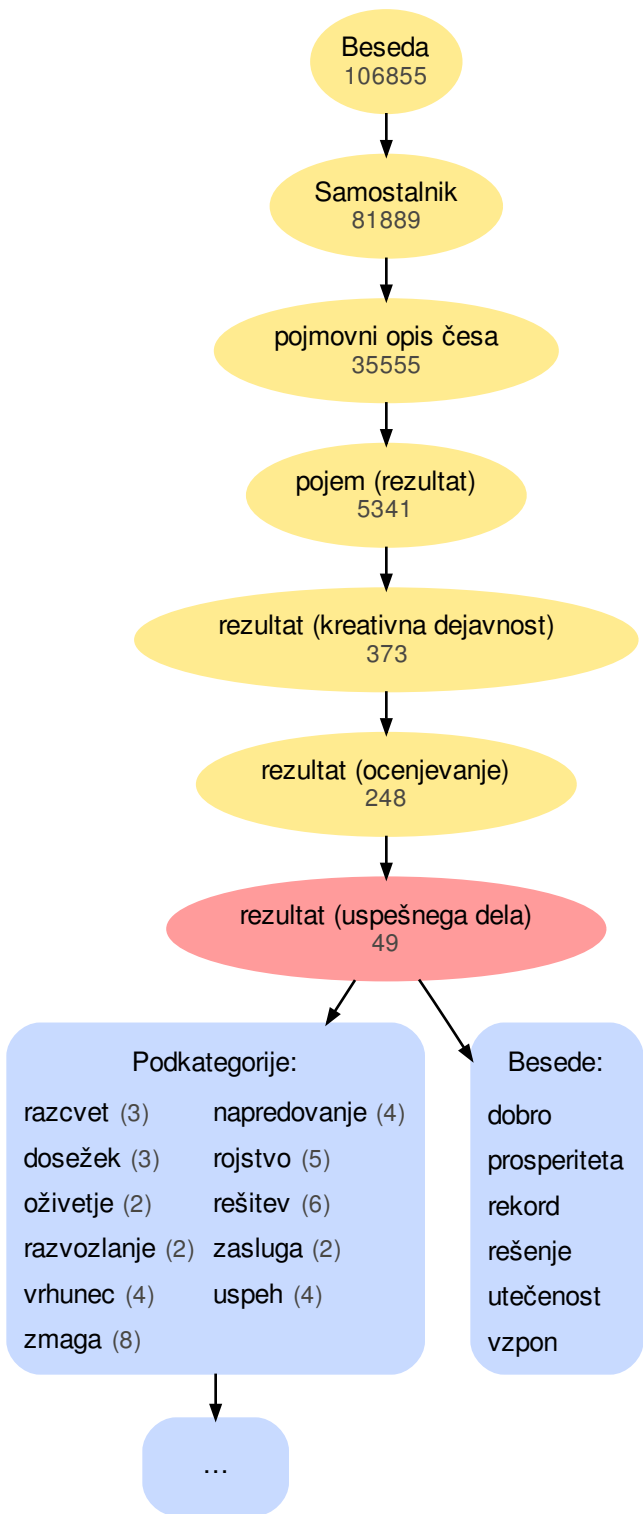 Beseda
106855
Samostalnik
81889
pojmovni opis česa
35555
pojem (rezultat)
5341
rezultat (kreativna dejavnost)
373
rezultat (ocenjevanje)
248
rezultat (uspešnega dela)
49
Podkategorije:
razcvet (3)
dosežek (3)
oživetje (2)
razvozlanje (2)
vrhunec (4)
zmaga (8)
napredovanje (4)
rojstvo (5)
rešitev (6)
zasluga (2)
uspeh (4)
Besede:
dobro
prosperiteta
rekord
rešenje
utečenost
vzpon
...